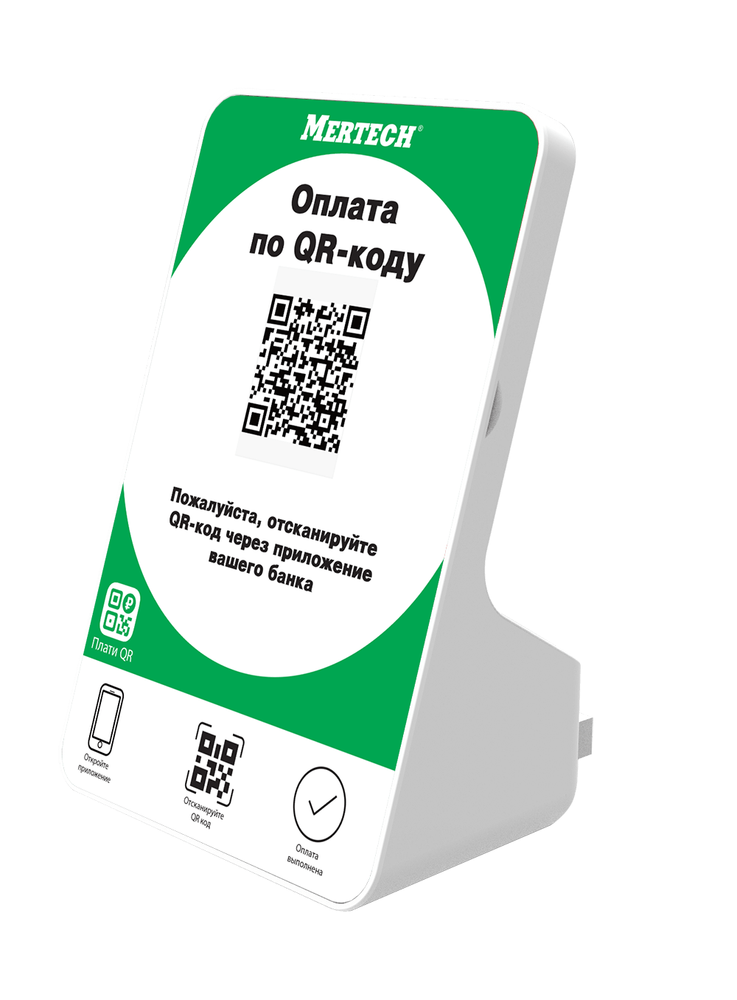 MERTECH®
Оплата
по QR-коду
Пожалуйста, отсканируйте
QR-код через приложение
вашего банка
Плати QR
Откройте
приложение
Отсканируйте
QR код
Оплата
выполнена